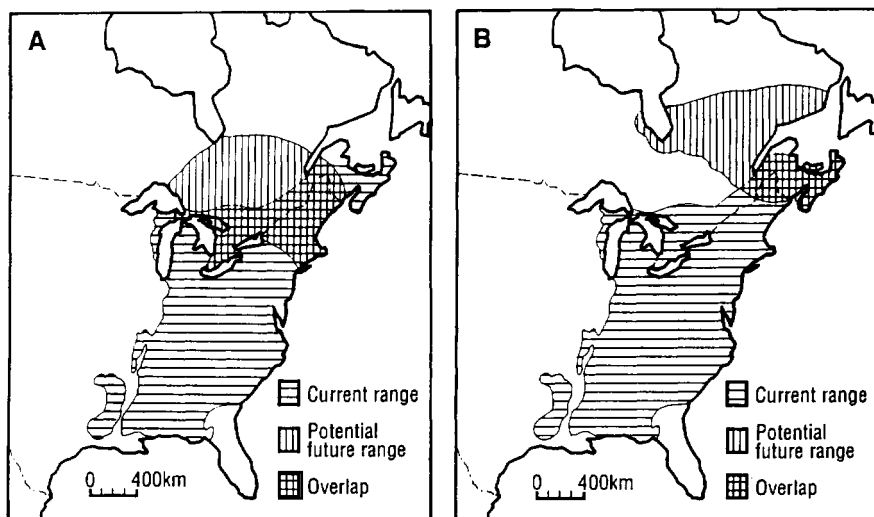 A
Current range
Potential
future range
0 400km
Overlap
B
Current range
Potential
future range
0 400km
Overlap